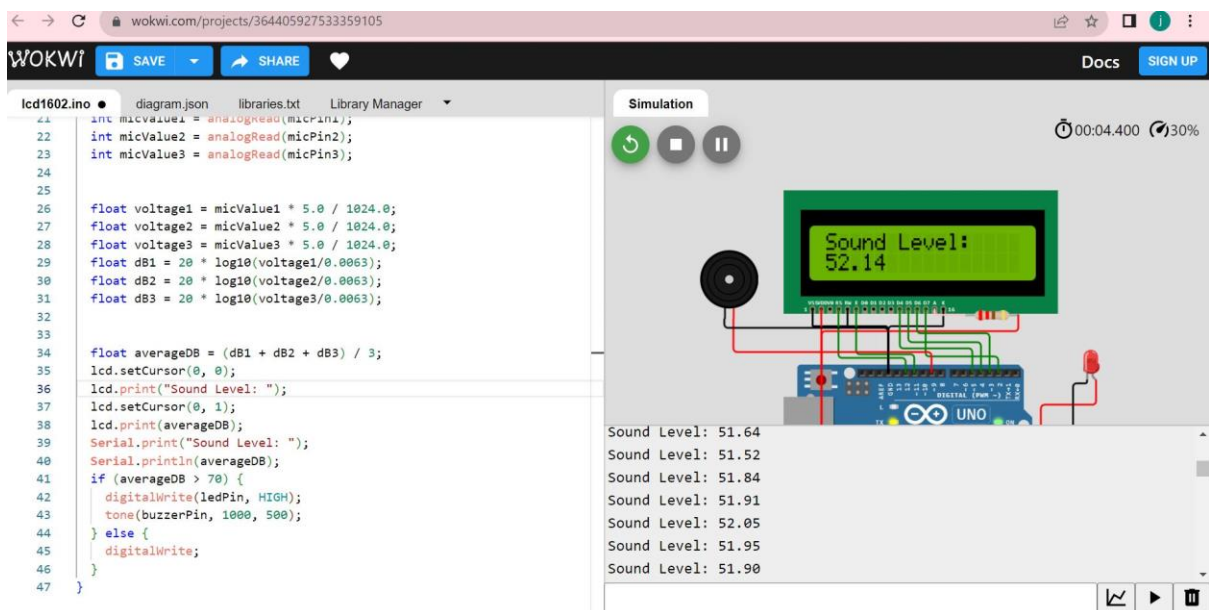 wokwi.com/projects/364405927533359105
WOKWI SAVE SHARE Docs SIGN UP
lcd1602.ino ● diagram.json libraries.txt Library Manager
21 int micValue1 = analogRead(micPin1);
22 int micValue2 = analogRead(micPin2);
23 int micValue3 = analogRead(micPin3);
24
25
26 float voltage1 = micValue1 * 5.0 / 1024.0;
27 float voltage2 = micValue2 * 5.0 / 1024.0;
28 float voltage3 = micValue3 * 5.0 / 1024.0;
29 float dB1 = 20 * log10(voltage1/0.0063);
30 float dB2 = 20 * log10(voltage2/0.0063);
31 float dB3 = 20 * log10(voltage3/0.0063);
32
33
34 float averageDB = (dB1 + dB2 + dB3) / 3;
35 lcd.setCursor(0, 0);
36 lcd.print("Sound Level: ");
37 lcd.setCursor(0, 1);
38 lcd.print(averageDB);
39 Serial.print("Sound Level: ");
40 Serial.println(averageDB);
41 if (averageDB > 70) {
42 digitalWrite(ledPin, HIGH);
43 tone(buzzerPin, 1000, 500);
44 } else {
45 digitalWrite;
46 }
47 }
Simulation
00:04.400 30%
Sound Level:
52.14
DIGITAL (PWM ~)
UNO
Sound Level: 51.64
Sound Level: 51.52
Sound Level: 51.84
Sound Level: 51.91
Sound Level: 52.05
Sound Level: 51.95
Sound Level: 51.90